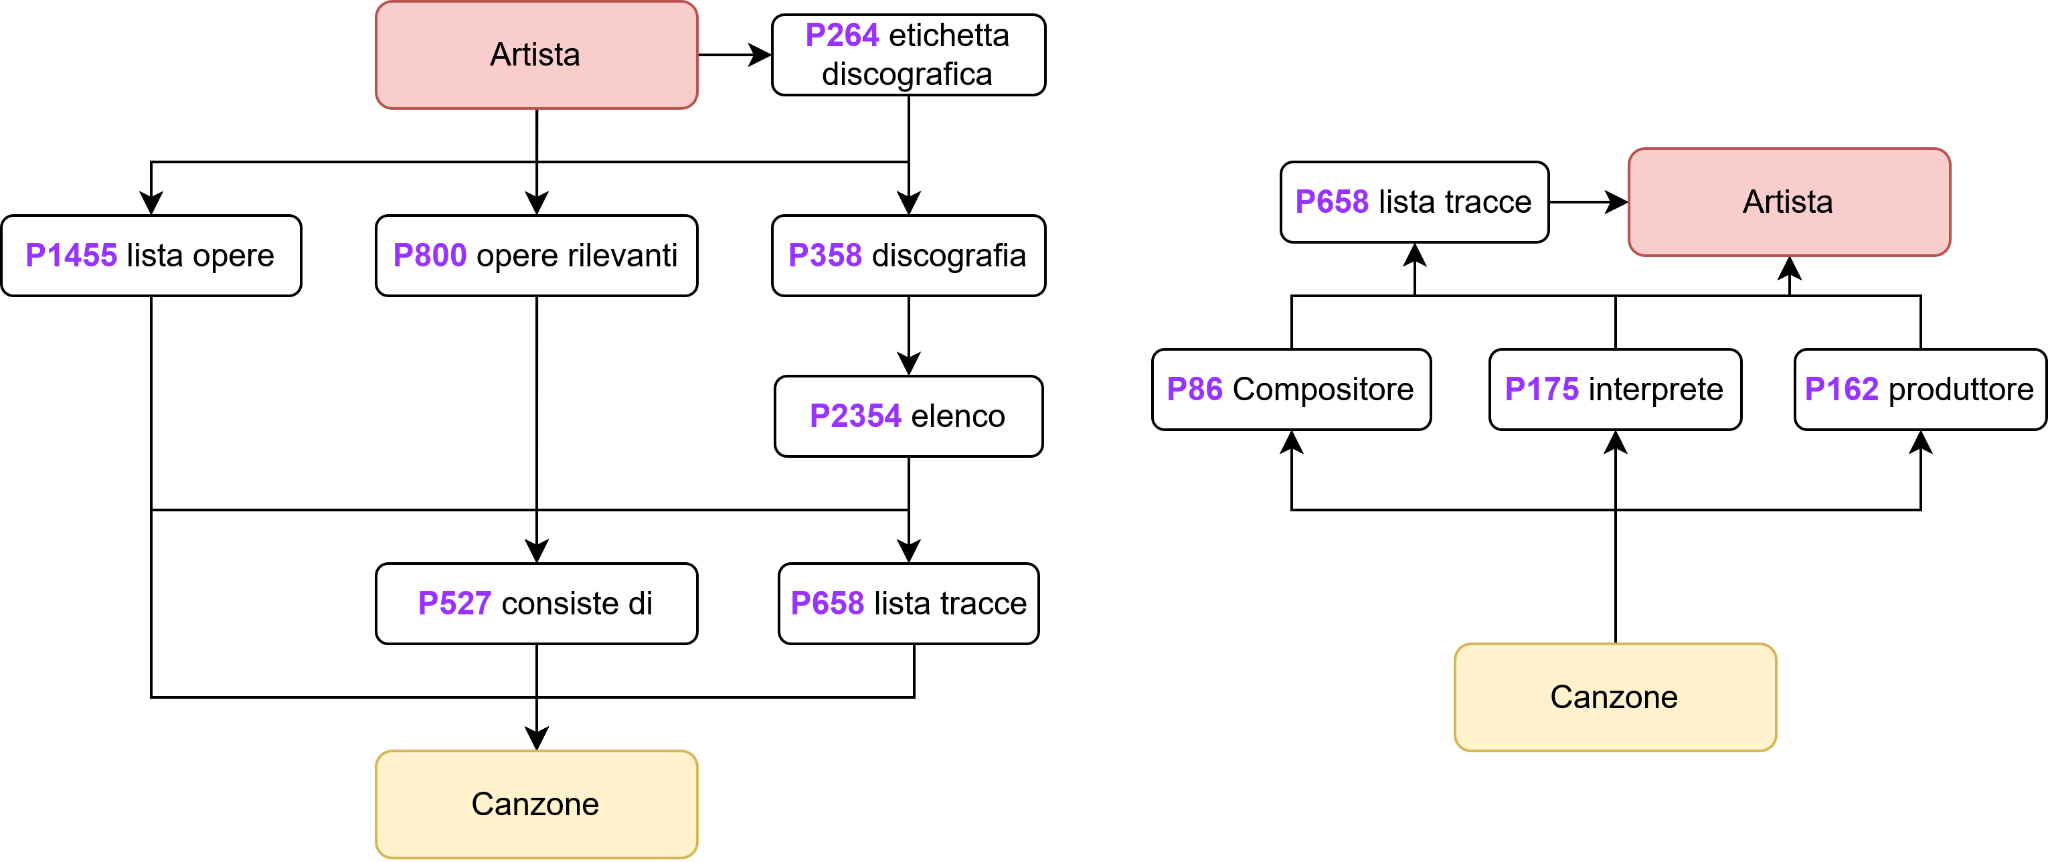 Artista
P264 etichetta
discografica
P1455 lista opere
P800 opere rilevanti
P358 discografia
P2354 elenco
P527 consiste di
P658 lista tracce
Canzone
P658 lista tracce
Artista
P86 Compositore
P175 interprete
P162 produttore
Canzone